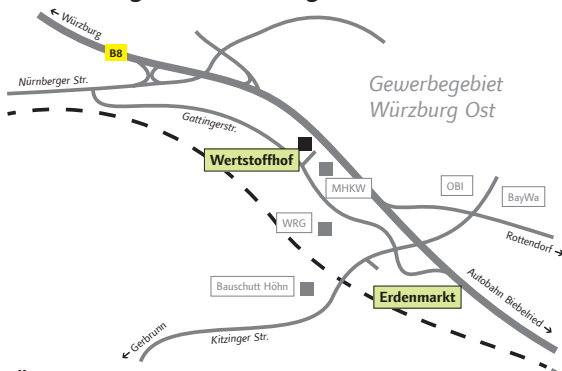 ← Würzburg
B8
Nürnberger Str.
Gewerbegebiet
Würzburg Ost
Gattingerstr.
Wertstoffhof
MHKW
OBI
BayWa
WRG
Rottendorf →
Bauschutt Höhn
Autobahn Biebelried →
Erdenmarkt
← Gerbrunn
Kitzinger Str.